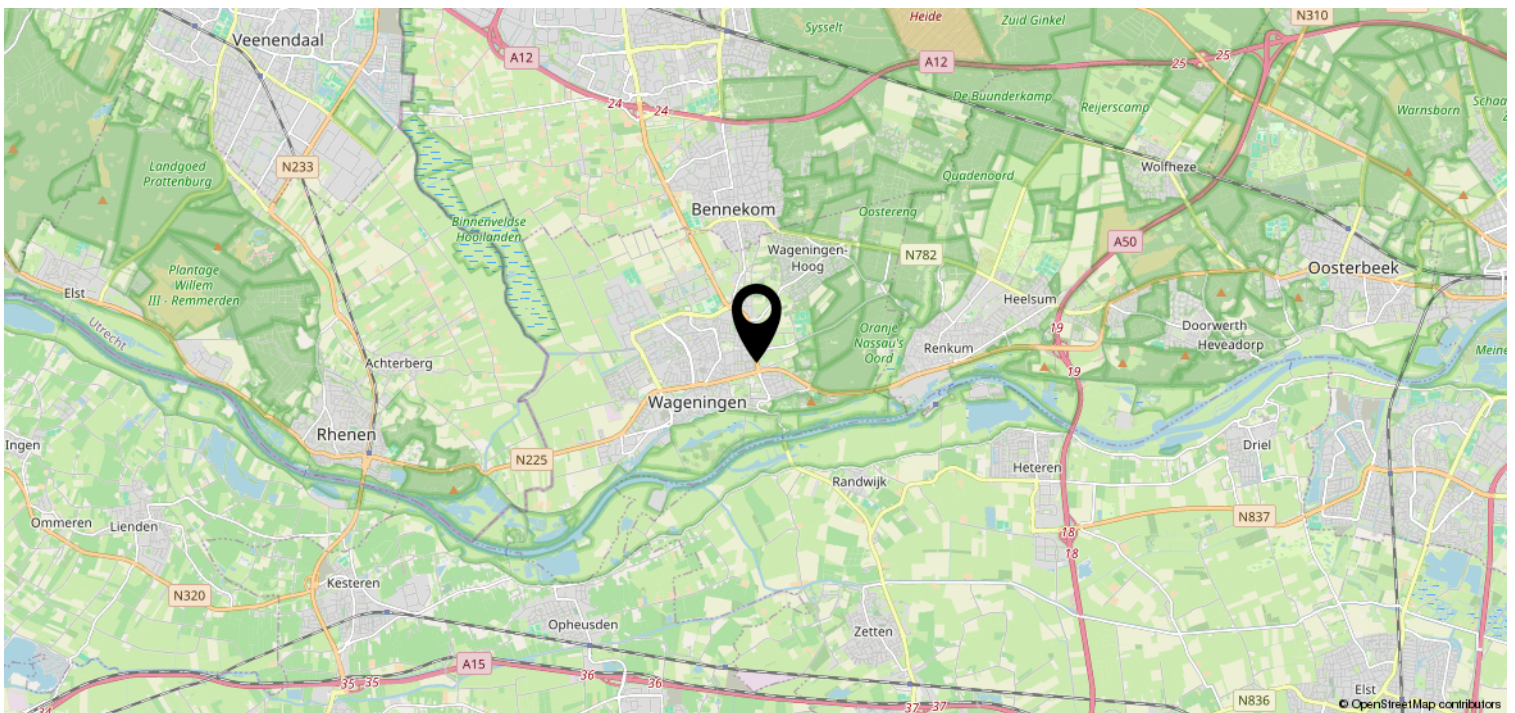 Heide
Zuid Ginkel
N310
Sysselt
Veenendaal
A12
A12
25
25
De Buunderkamp
24
24
Reijerscamp
Warnsborn
Landgoed
Prattenburg
N233
Wolfheze
Quadenoord
Bennekom
Oostereng
Binnenveldse
Hooilanden
A50
Wageningen-
Hoog
N782
Oosterbeek
Plantage
Willem
III - Remmerden
Elst
Heelsum
Utrecht
Oranje
Nassau's
Oord
19
Doorwerth
Heveadorp
Renkum
Achterberg
19
Wageningen
Rhenen
Ingen
Driel
N225
Heteren
Randwijk
Ommeren
Lienden
N837
18
18
Kesteren
N320
Opheusden
Zetten
A15
35
35
36
36
Elst
N836
37
37
34
© OpenStreetMap contributors